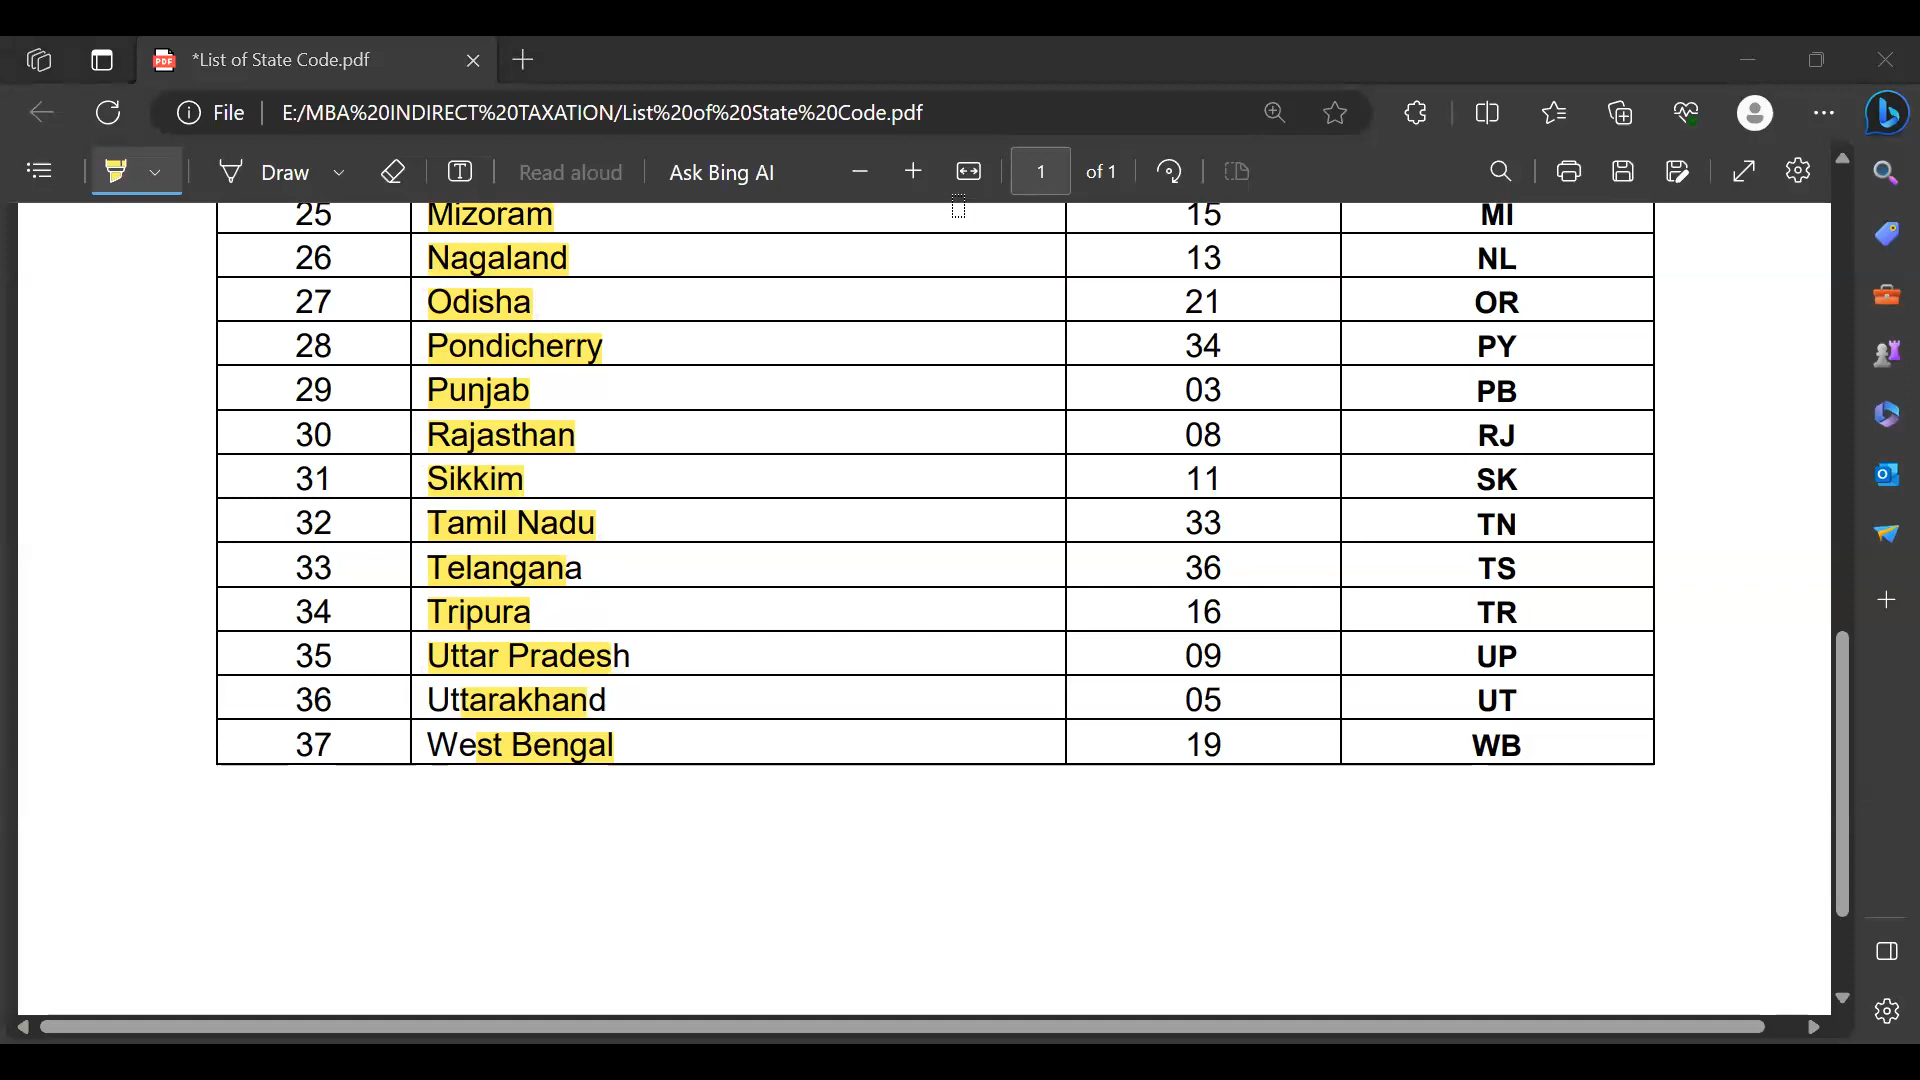 *List of State Code.pdf
File E:/MBA%20INDIRECT%20TAXATION/List%20of%20State%20Code.pdf
Draw Read aloud Ask Bing AI 1 of 1
25 Mizoram 15 MI
26 Nagaland 13 NL
27 Odisha 21 OR
28 Pondicherry 34 PY
29 Punjab 03 PB
30 Rajasthan 08 RJ
31 Sikkim 11 SK
32 Tamil Nadu 33 TN
33 Telangana 36 TS
34 Tripura 16 TR
35 Uttar Pradesh 09 UP
36 Uttarakhand 05 UT
37 West Bengal 19 WB